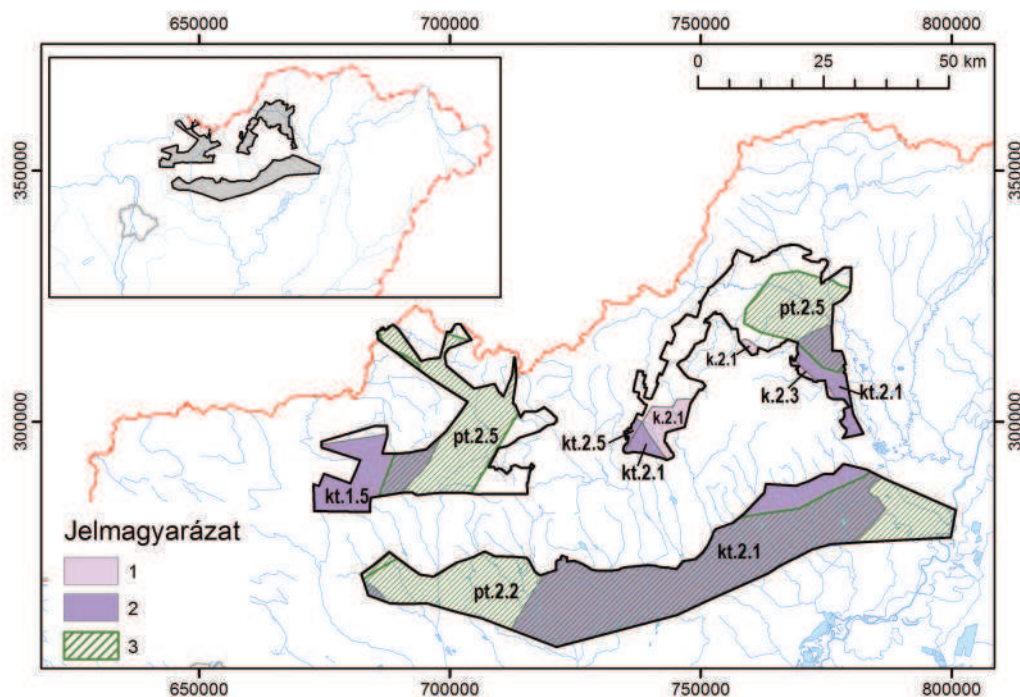 650000 700000 750000 800000
0 25 50 km
350000 350000
pt.2.5
k.2.1
k.2.3
kt.2.1
300000 300000
k.2.1
kt.2.5
kt.2.1
pt.2.5
kt.1.5
kt.2.1
pt.2.2
Jelmagyarázat
1
2
3
650000 700000 750000 800000